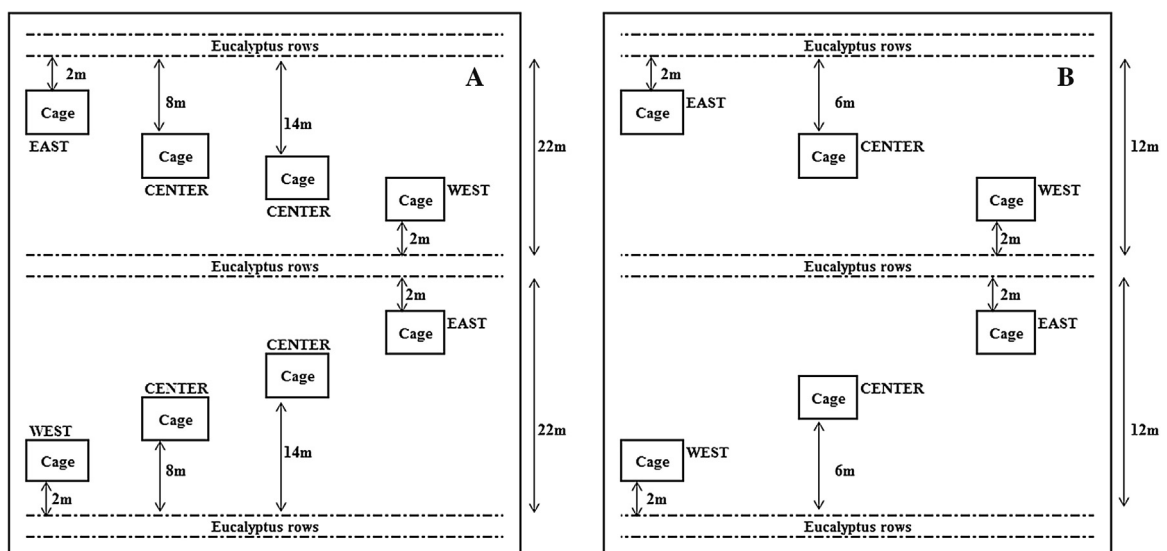 Eucalyptus rows
2m
A
8m
Cage
EAST
14m
22m
Cage
CENTER
Cage
CENTER
Cage
WEST
2m
Eucalyptus rows
2m
Cage
EAST
CENTER
Cage
CENTER
Cage
22m
WEST
Cage
14m
8m
2m
Eucalyptus rows
Eucalyptus rows
2m
B
Cage
EAST
6m
12m
Cage
CENTER
Cage
WEST
2m
Eucalyptus rows
2m
Cage
EAST
Cage
CENTER
12m
Cage
WEST
6m
2m
Eucalyptus rows